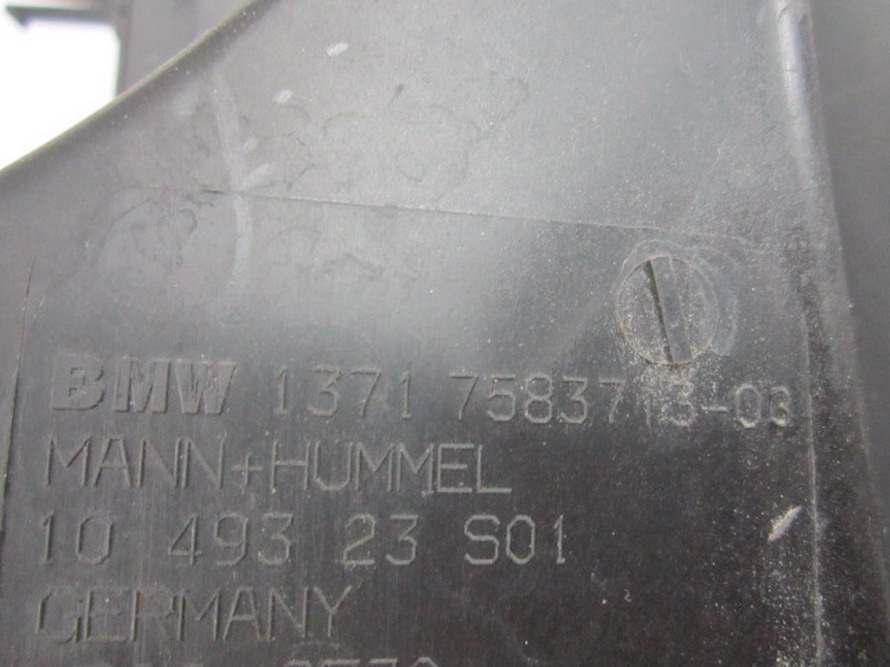 BMW 1371 7583713-03
MANN+HUMMEL
10 493 23 S01
GERMANY